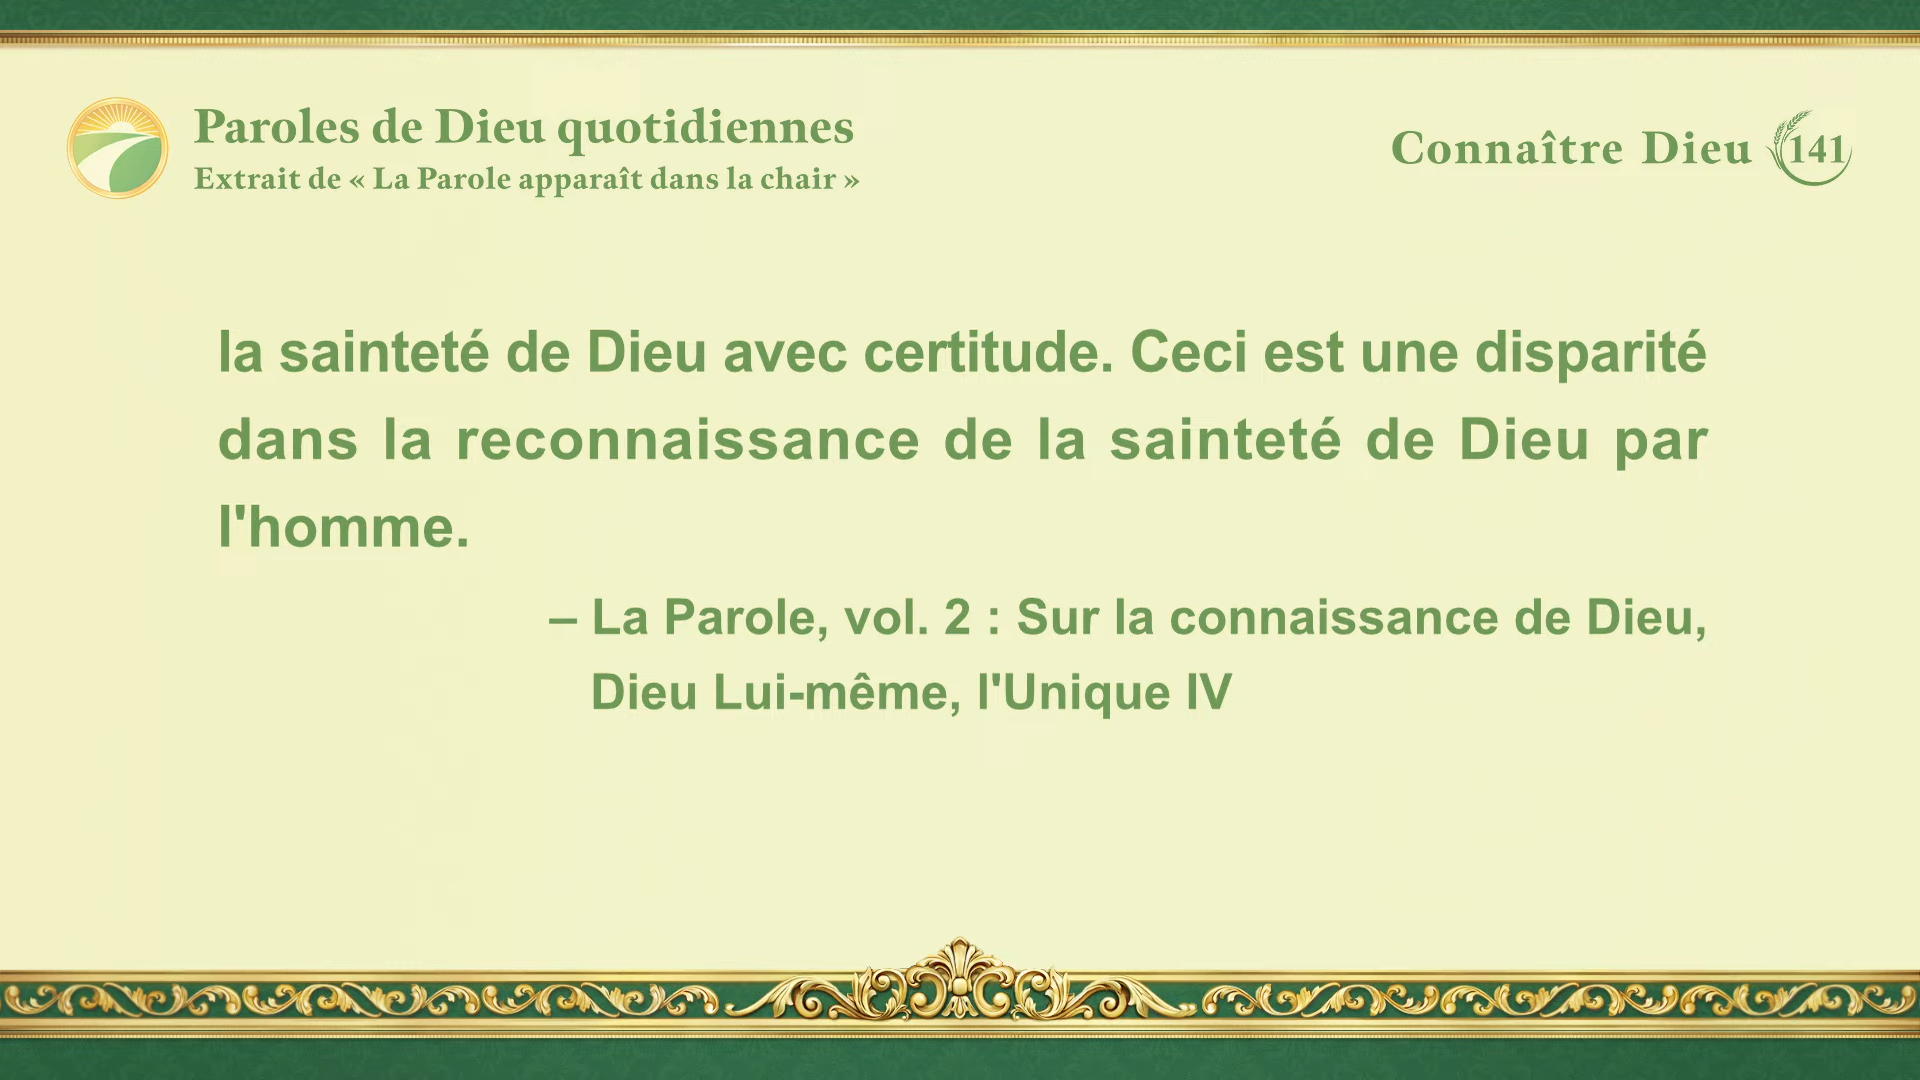 Paroles de Dieu quotidiennes
Extrait de « La Parole apparaît dans la chair »
Connaître Dieu 141
la sainteté de Dieu avec certitude. Ceci est une disparité
dans la reconnaissance de la sainteté de Dieu par
l'homme.
– La Parole, vol. 2 : Sur la connaissance de Dieu,
Dieu Lui-même, l'Unique IV